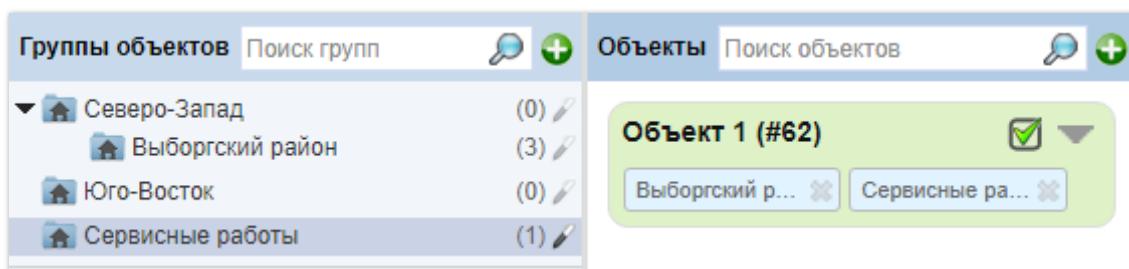 Группы объектов Поиск групп
Северо-Запад (0)
Выборгский район (3)
Юго-Восток (0)
Сервисные работы (1)
Объекты Поиск объектов
Объект 1 (#62)
Выборгский р... Сервисные ра...